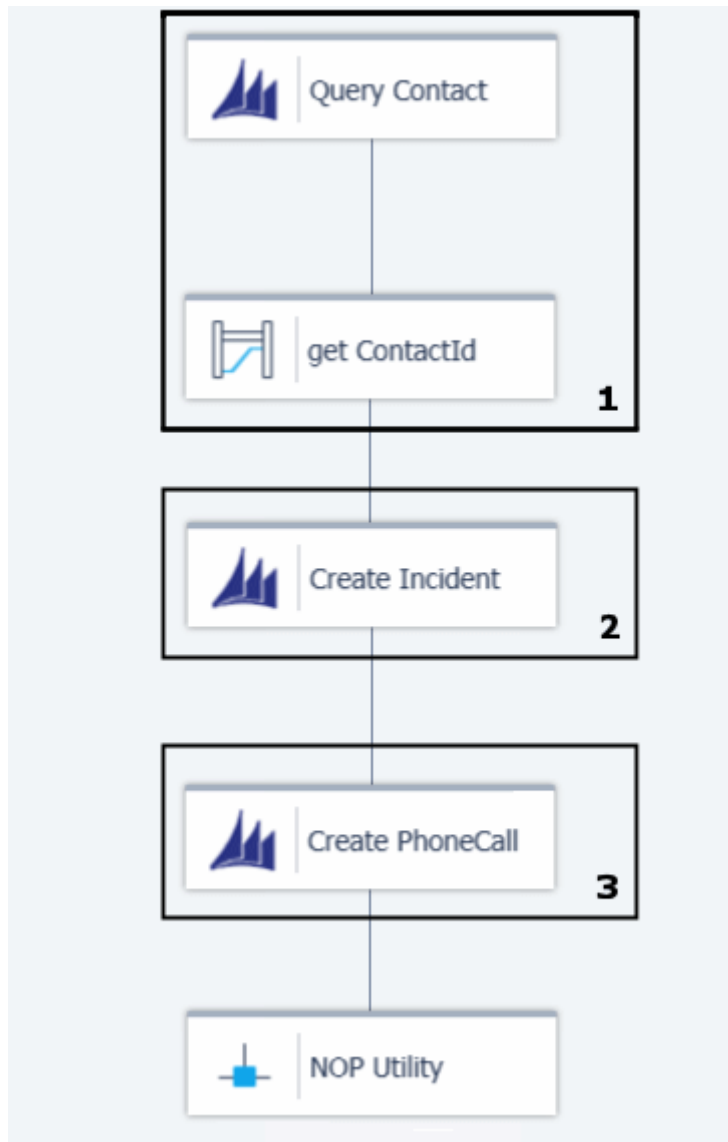 Query Contact
get ContactId
1
Create Incident
2
Create PhoneCall
3
NOP Utility